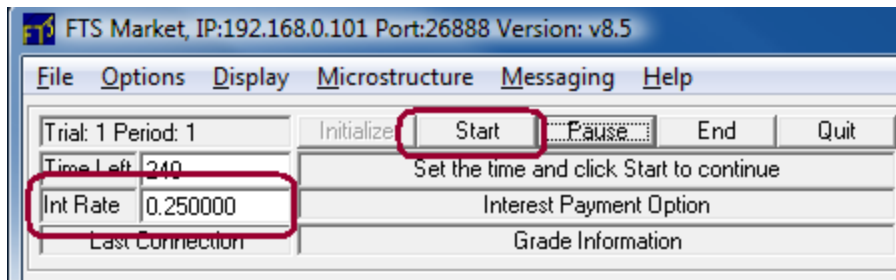 FTS FTS Market, IP:192.168.0.101 Port:26888 Version: v8.5
File Options Display Microstructure Messaging Help
Trial: 1 Period: 1 Initialize Start Pause End Quit
Time Left 240 Set the time and click Start to continue
Int Rate 0.250000 Interest Payment Option
Last Connection Grade Information